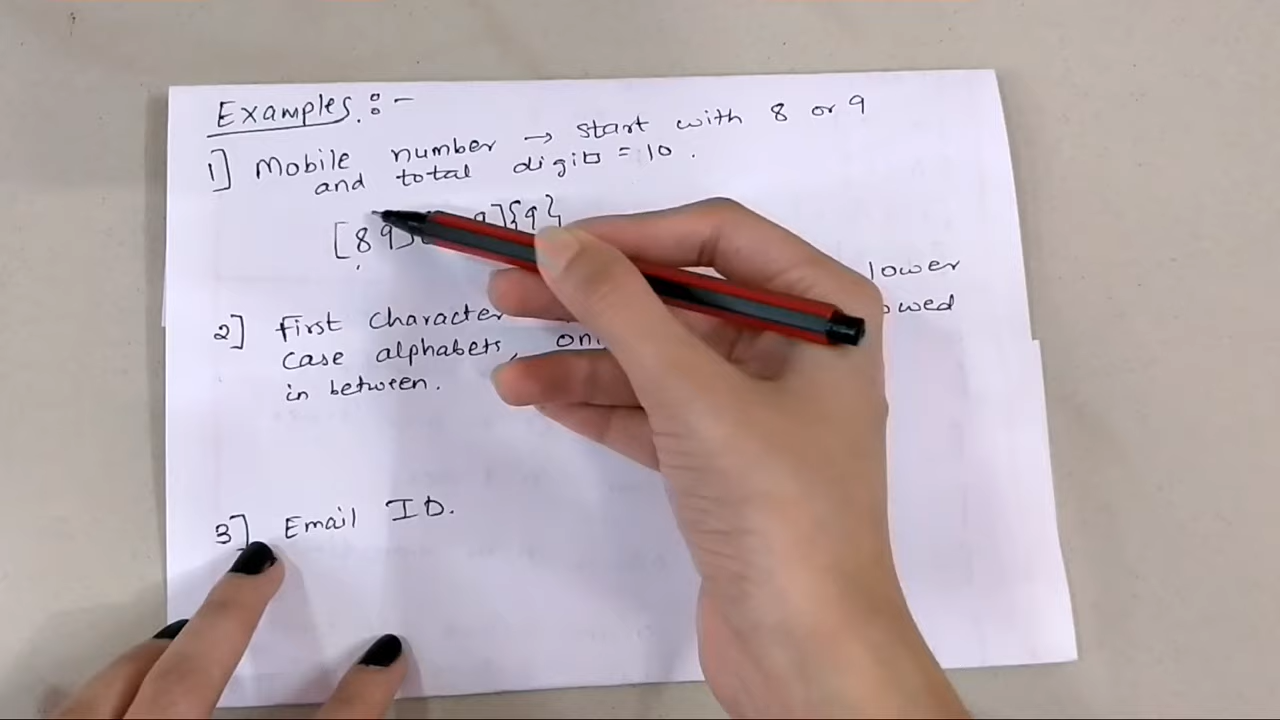 Examples :-
1] Mobile number → start with 8 or 9
and total digits = 10 .
[89] 9]{9}
2] First character lower
case alphabets, owed
in between.
3] Email ID.